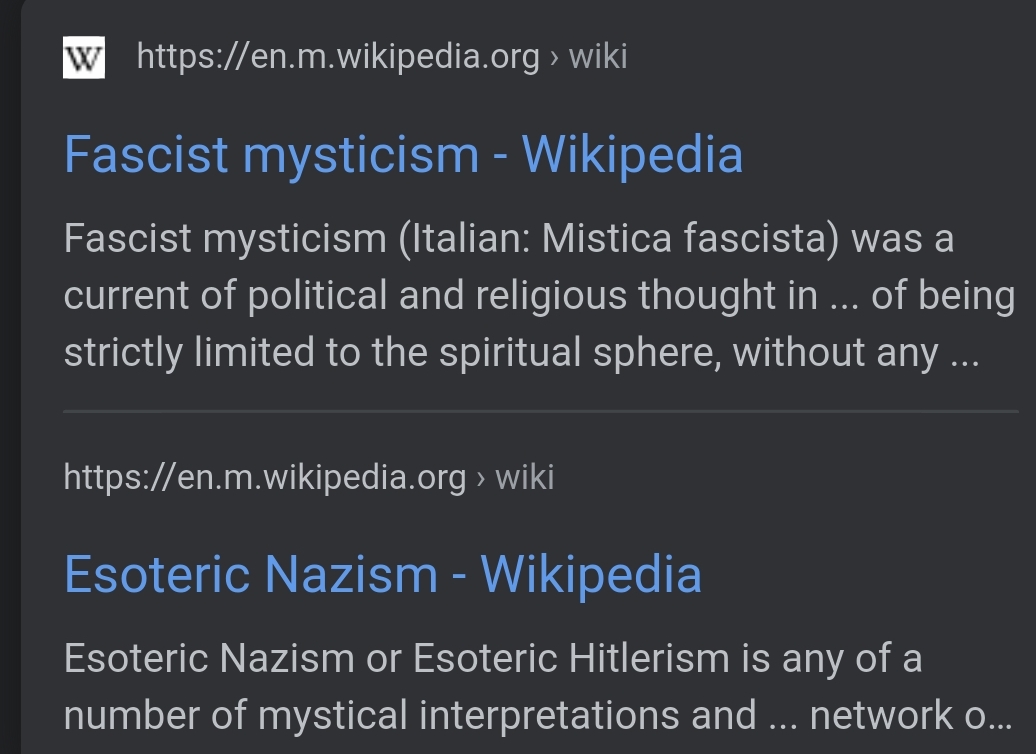 W https://en.m.wikipedia.org › wiki
Fascist mysticism - Wikipedia
Fascist mysticism (Italian: Mistica fascista) was a
current of political and religious thought in ... of being
strictly limited to the spiritual sphere, without any ...
https://en.m.wikipedia.org › wiki
Esoteric Nazism - Wikipedia
Esoteric Nazism or Esoteric Hitlerism is any of a
number of mystical interpretations and ... network o...